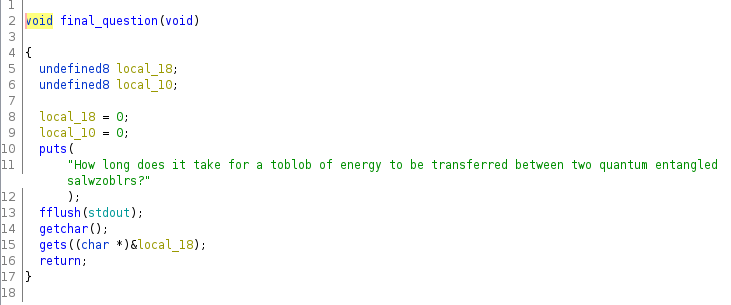 1
2 void final_question(void)
3
4 {
5 undefined8 local_18;
6 undefined8 local_10;
7
8 local_18 = 0;
9 local_10 = 0;
10 puts(
11 "How long does it take for a toblob of energy to be transferred between two quantum entangled
salwzoblrs?"
12 );
13 fflush(stdout);
14 getchar();
15 gets((char *)&local_18);
16 return;
17 }
18